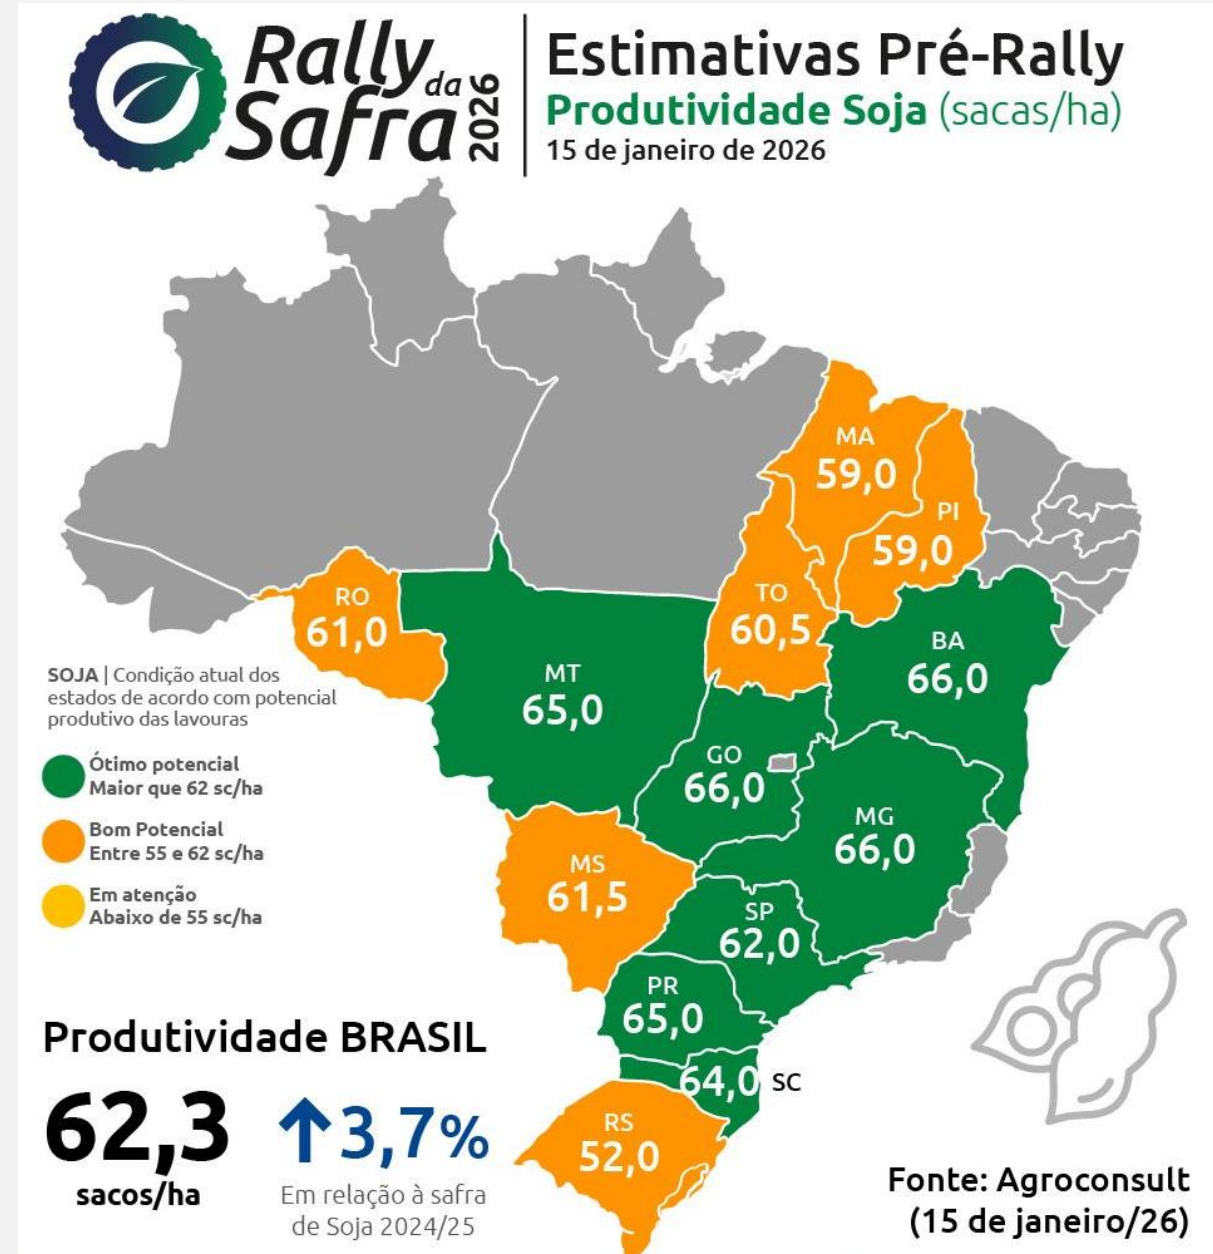 Rally da
Safra 2026
Estimativas Pré-Rally
Produtividade Soja (sacas/ha)
15 de janeiro de 2026
MA
59,0
PI
59,0
TO
60,5
RO
61,0
MT
65,0
BA
66,0
GO
66,0
MG
66,0
MS
61,5
SP
62,0
PR
65,0
64,0 SC
RS
52,0
SOJA | Condição atual dos
estados de acordo com potencial
produtivo das lavouras
Ótimo potencial
Maior que 62 sc/ha
Bom Potencial
Entre 55 e 62 sc/ha
Em atenção
Abaixo de 55 sc/ha
Produtividade BRASIL
62,3
sacos/ha
↑3,7%
Em relação à safra
de Soja 2024/25
Fonte: Agroconsult
(15 de janeiro/26)